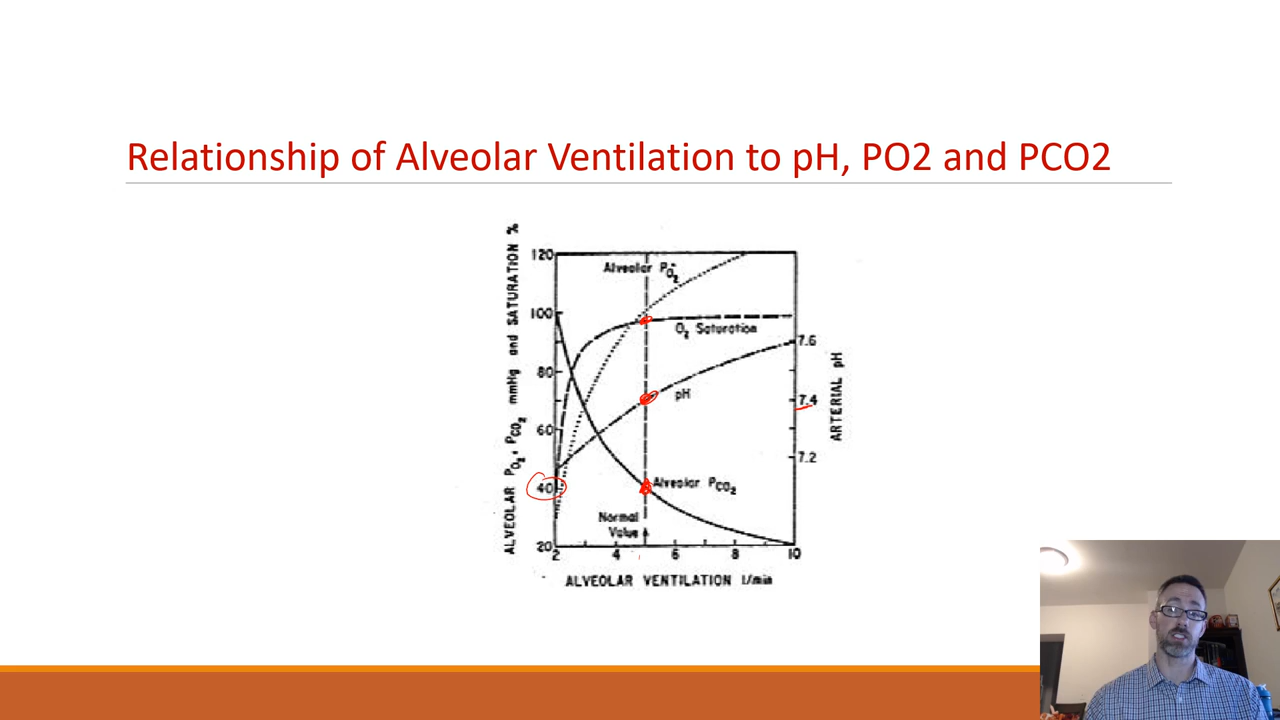 Relationship of Alveolar Ventilation to pH, PO2 and PCO2
ALVEOLAR PO2, PCO2 mmHg and SATURATION %
120
100
80
60
40
20
Alveolar PO2
O2 Saturation
pH
Alveolar PCO2
Normal
Value
7.6
7.4
7.2
ARTERIAL pH
2 4 6 8 10
ALVEOLAR VENTILATION l/min